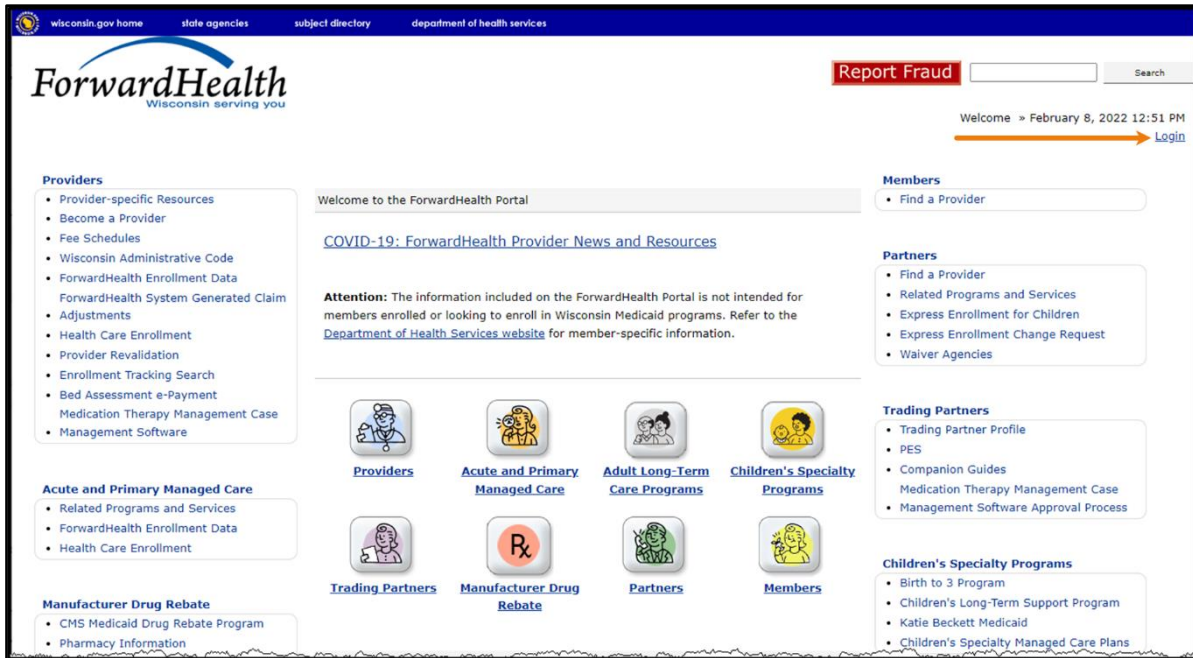 wisconsin.gov home state agencies subject directory department of health services
ForwardHealth
Wisconsin serving you
Report Fraud
Search
Welcome » February 8, 2022 12:51 PM
Login
Providers
• Provider-specific Resources
• Become a Provider
• Fee Schedules
• Wisconsin Administrative Code
• ForwardHealth Enrollment Data
ForwardHealth System Generated Claim
• Adjustments
• Health Care Enrollment
• Provider Revalidation
• Enrollment Tracking Search
• Bed Assessment e-Payment
Medication Therapy Management Case
• Management Software
Acute and Primary Managed Care
• Related Programs and Services
• ForwardHealth Enrollment Data
• Health Care Enrollment
Manufacturer Drug Rebate
• CMS Medicaid Drug Rebate Program
• Pharmacy Information
Welcome to the ForwardHealth Portal
COVID-19: ForwardHealth Provider News and Resources
Attention: The information included on the ForwardHealth Portal is not intended for
members enrolled or looking to enroll in Wisconsin Medicaid programs. Refer to the
Department of Health Services website for member-specific information.
Providers
Acute and Primary
Managed Care
Adult Long-Term
Care Programs
Children's Specialty
Programs
Trading Partners
Rx
Manufacturer Drug
Rebate
Partners
Members
Members
• Find a Provider
Partners
• Find a Provider
• Related Programs and Services
• Express Enrollment for Children
• Express Enrollment Change Request
• Waiver Agencies
Trading Partners
• Trading Partner Profile
• PES
• Companion Guides
Medication Therapy Management Case
• Management Software Approval Process
Children's Specialty Programs
• Birth to 3 Program
• Children's Long-Term Support Program
• Katie Beckett Medicaid
• Children's Specialty Managed Care Plans